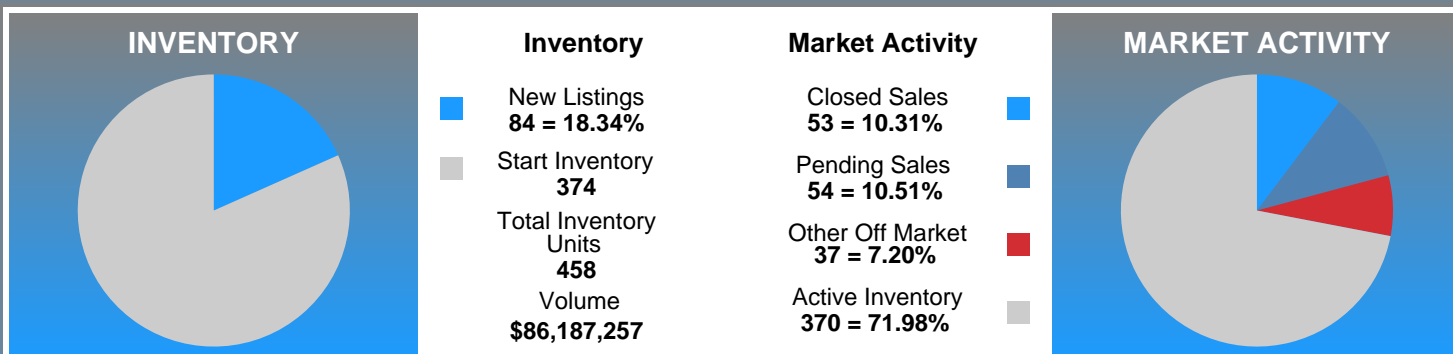 INVENTORY
Inventory
New Listings
84 = 18.34%
Start Inventory
374
Total Inventory
Units
458
Volume
$86,187,257
Market Activity
Closed Sales
53 = 10.31%
Pending Sales
54 = 10.51%
Other Off Market
37 = 7.20%
Active Inventory
370 = 71.98%
MARKET ACTIVITY